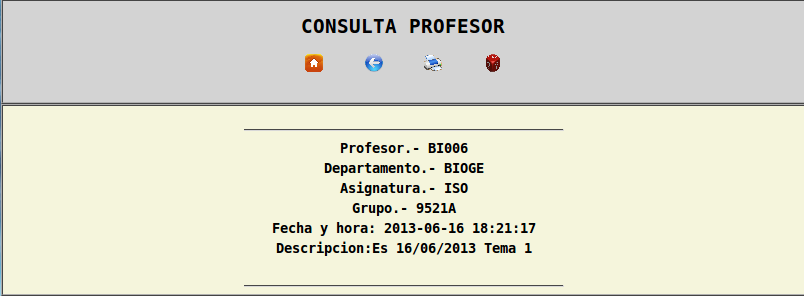 CONSULTA PROFESOR
Profesor.- BI006
Departamento.- BIOGE
Asignatura.- ISO
Grupo.- 9521A
Fecha y hora: 2013-06-16 18:21:17
Descripcion:Es 16/06/2013 Tema 1